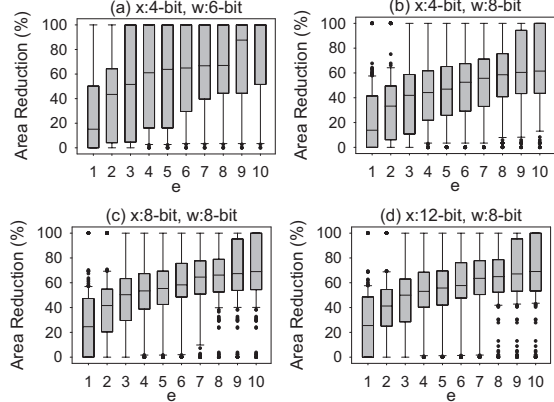 (a) x:4-bit, w:6-bit
(b) x:4-bit, w:8-bit
Area Reduction (%)
100
80
60
40
20
0
1 2 3 4 5 6 7 8 9 10
e
Area Reduction (%)
100
80
60
40
20
0
1 2 3 4 5 6 7 8 9 10
e
(c) x:8-bit, w:8-bit
(d) x:12-bit, w:8-bit
Area Reduction (%)
100
80
60
40
20
0
1 2 3 4 5 6 7 8 9 10
e
Area Reduction (%)
100
80
60
40
20
0
1 2 3 4 5 6 7 8 9 10
e